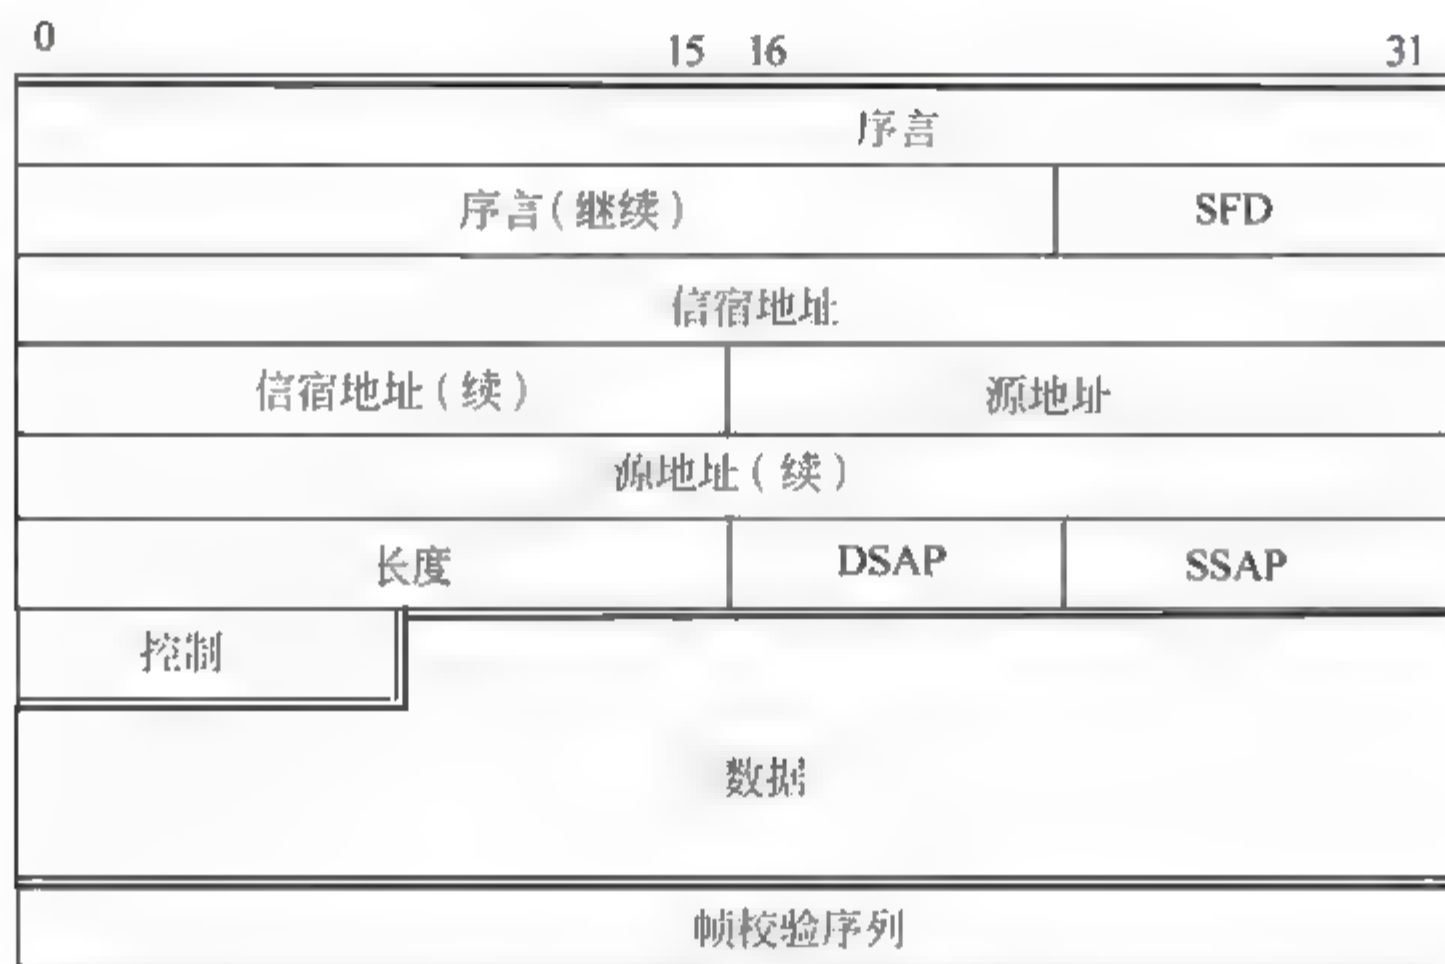 0 15 16 31
序言
序言(继续) SFD
信宿地址
信宿地址(续) 源地址
源地址(续)
长度 DSAP SSAP
控制
数据
帧校验序列